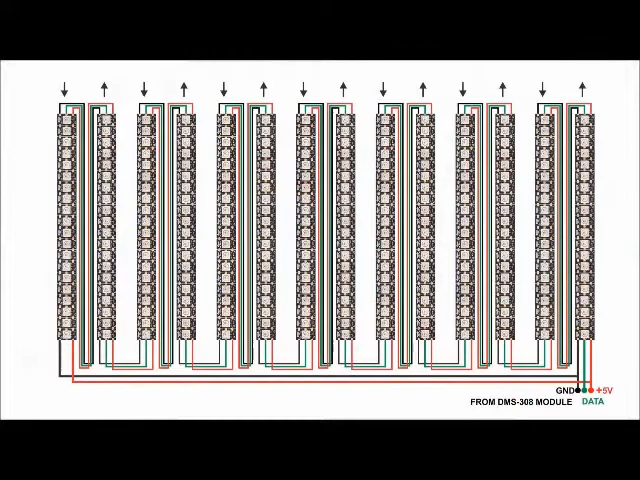 GND +5V
FROM DMS-308 MODULE DATA